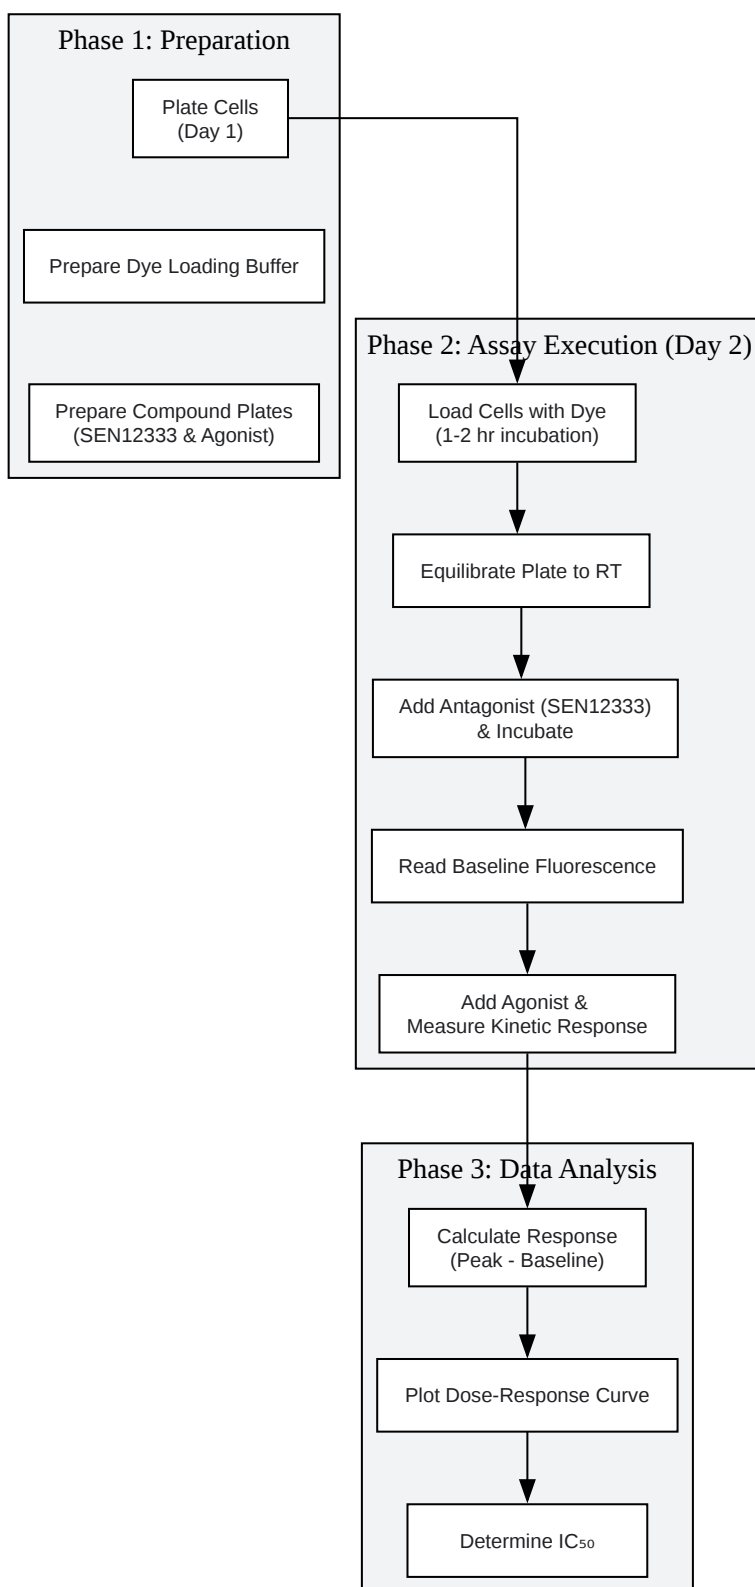 Phase 1: Preparation
Plate Cells
(Day 1)
Prepare Dye Loading Buffer
Prepare Compound Plates
(SEN12333 & Agonist)
Phase 2: Assay Execution (Day 2)
Load Cells with Dye
(1-2 hr incubation)
Equilibrate Plate to RT
Add Antagonist (SEN12333)
& Incubate
Read Baseline Fluorescence
Add Agonist &
Measure Kinetic Response
Phase 3: Data Analysis
Calculate Response
(Peak - Baseline)
Plot Dose-Response Curve
Determine IC₅₀